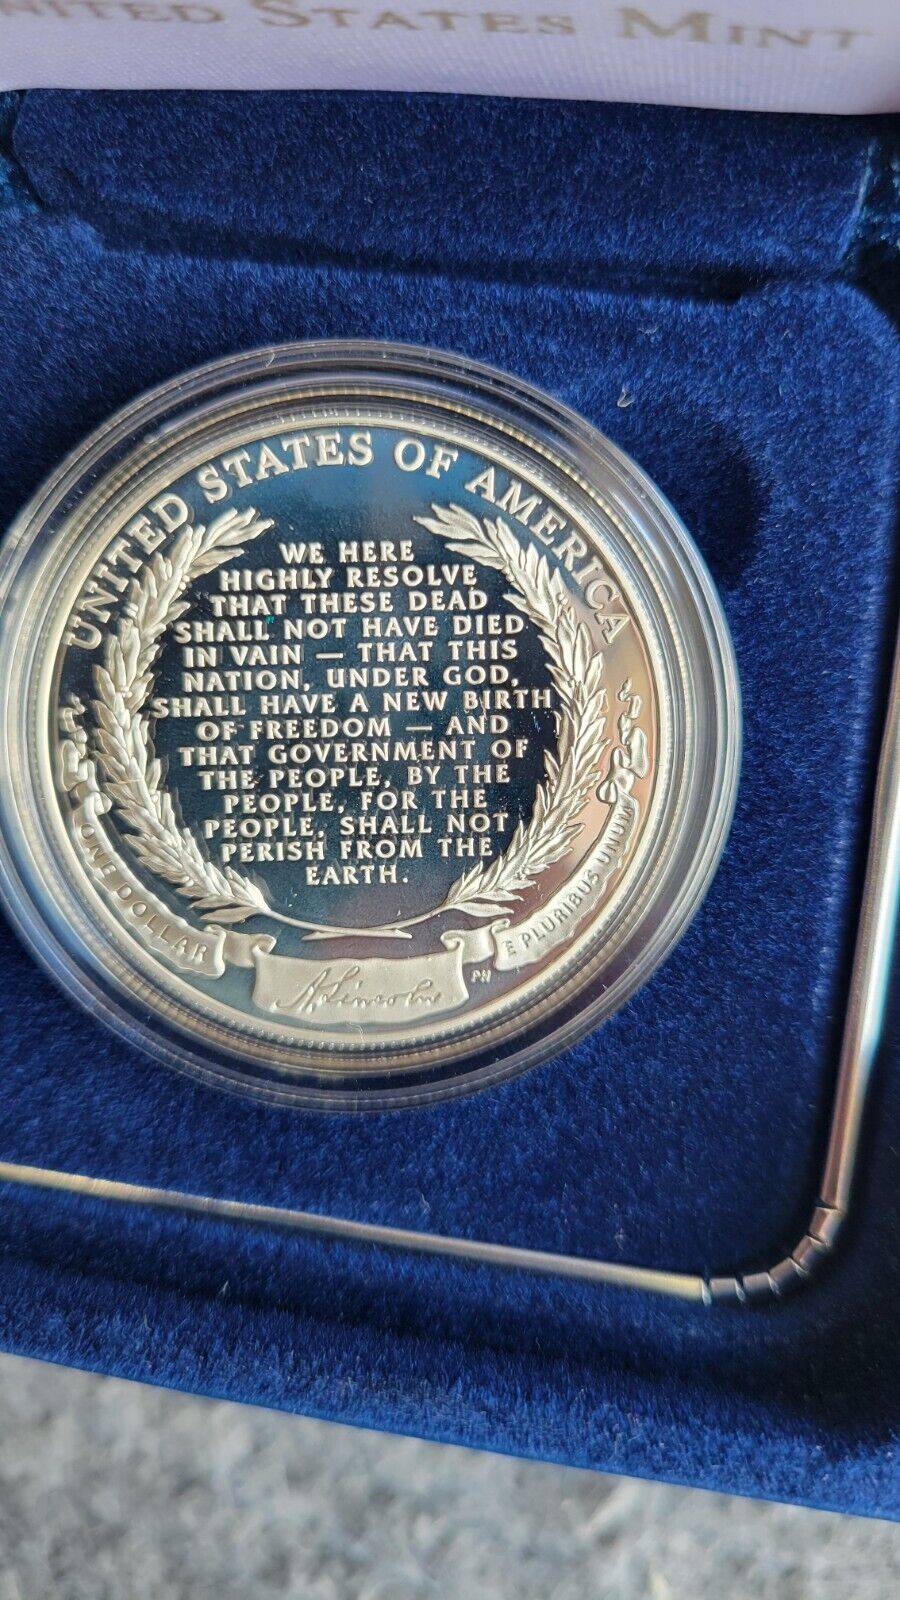 UNITED STATES MINT
UNITED STATES OF AMERICA
WE HERE
HIGHLY RESOLVE
THAT THESE DEAD
SHALL NOT HAVE DIED
IN VAIN — THAT THIS
NATION, UNDER GOD,
SHALL HAVE A NEW BIRTH
OF FREEDOM — AND
THAT GOVERNMENT OF
THE PEOPLE, BY THE
PEOPLE, FOR THE
PEOPLE, SHALL NOT
PERISH FROM THE
EARTH.
ONE DOLLAR
E PLURIBUS UNUM
A. Lincoln
PH